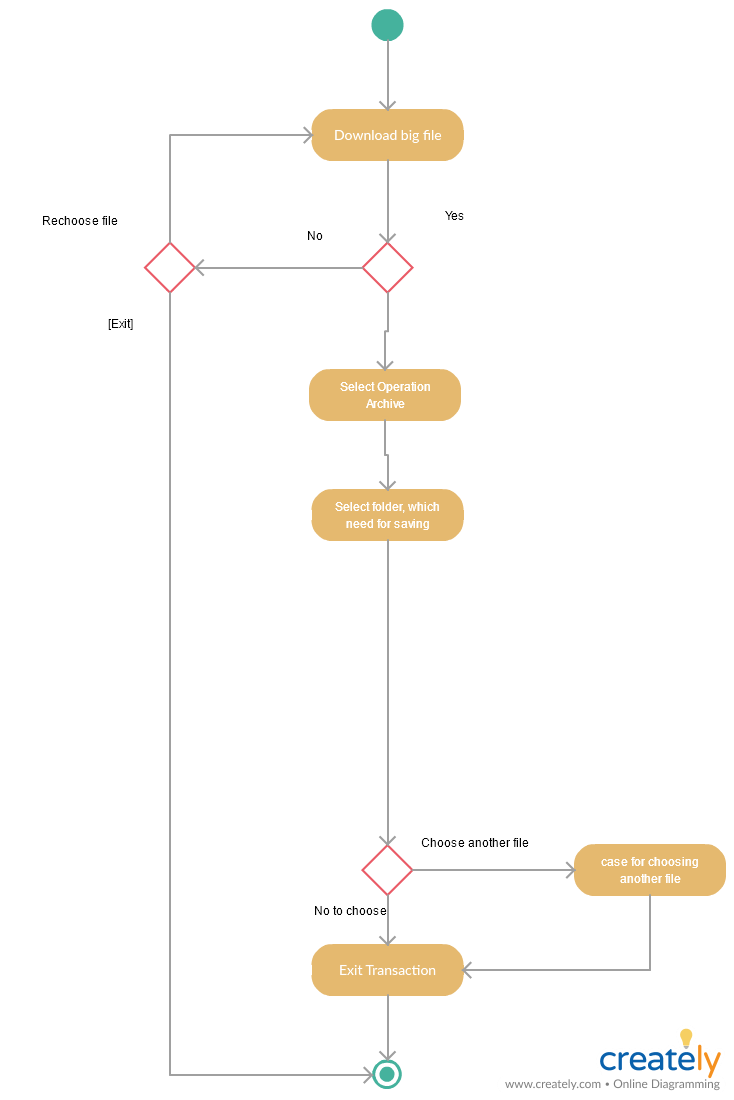 Download big file
Yes
Rechoose file
No
[Exit]
Select Operation
Archive
Select folder, which
need for saving
Choose another file
case for choosing
another file
No to choose
Exit Transaction
creately
www.creately.com • Online Diagramming